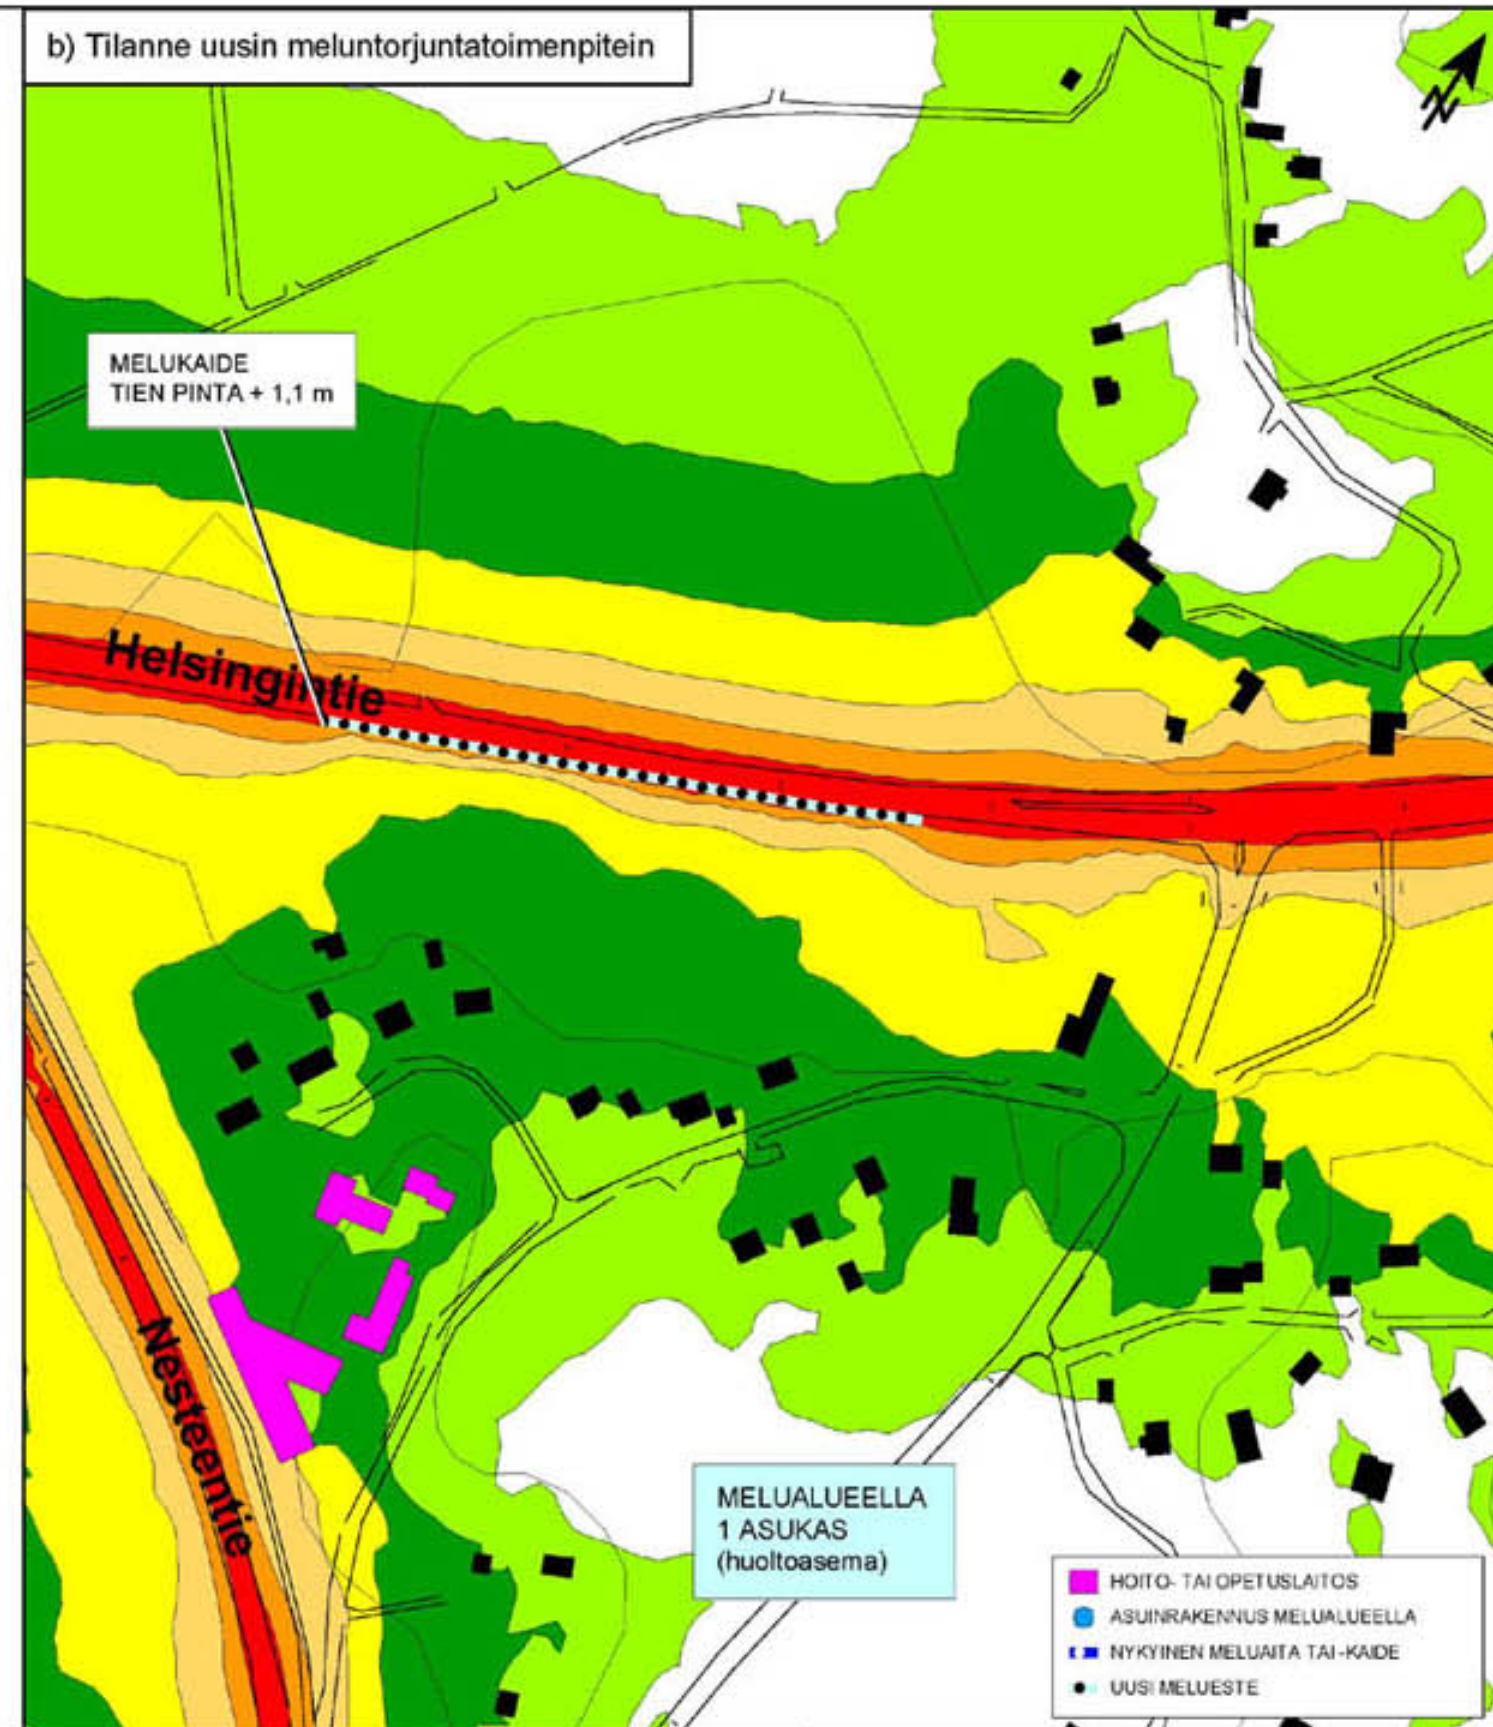 b) Tilanne uusin meluntorjuntatoimenpitein
N
MELUKAIDE
TIEN PINTA + 1,1 m
Helsingintie
Nesteentie
MELUALUEELLA
1 ASUKAS
(huoltoasema)
HOITO- TAI OPETUSLAITOS
ASUINRAKENNUS MELUALUEELLA
NYKYINEN MELUAITA TAI -KAIDE
UUSI MELUESTE